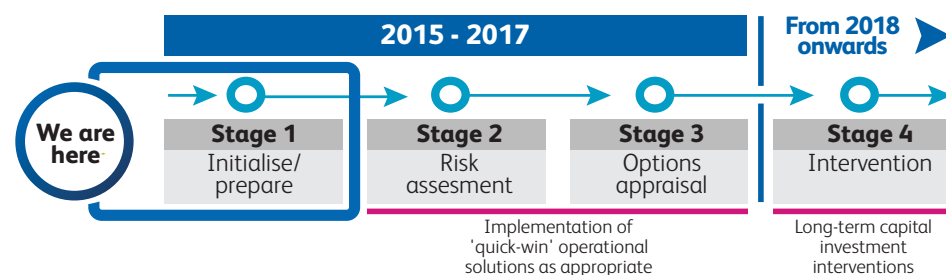 2015 - 2017
From 2018
onwards
We are
here
Stage 1
Initialise/
prepare
Stage 2
Risk
assesment
Stage 3
Options
appraisal
Stage 4
Intervention
Implementation of
'quick-win' operational
solutions as appropriate
Long-term capital
investment
interventions